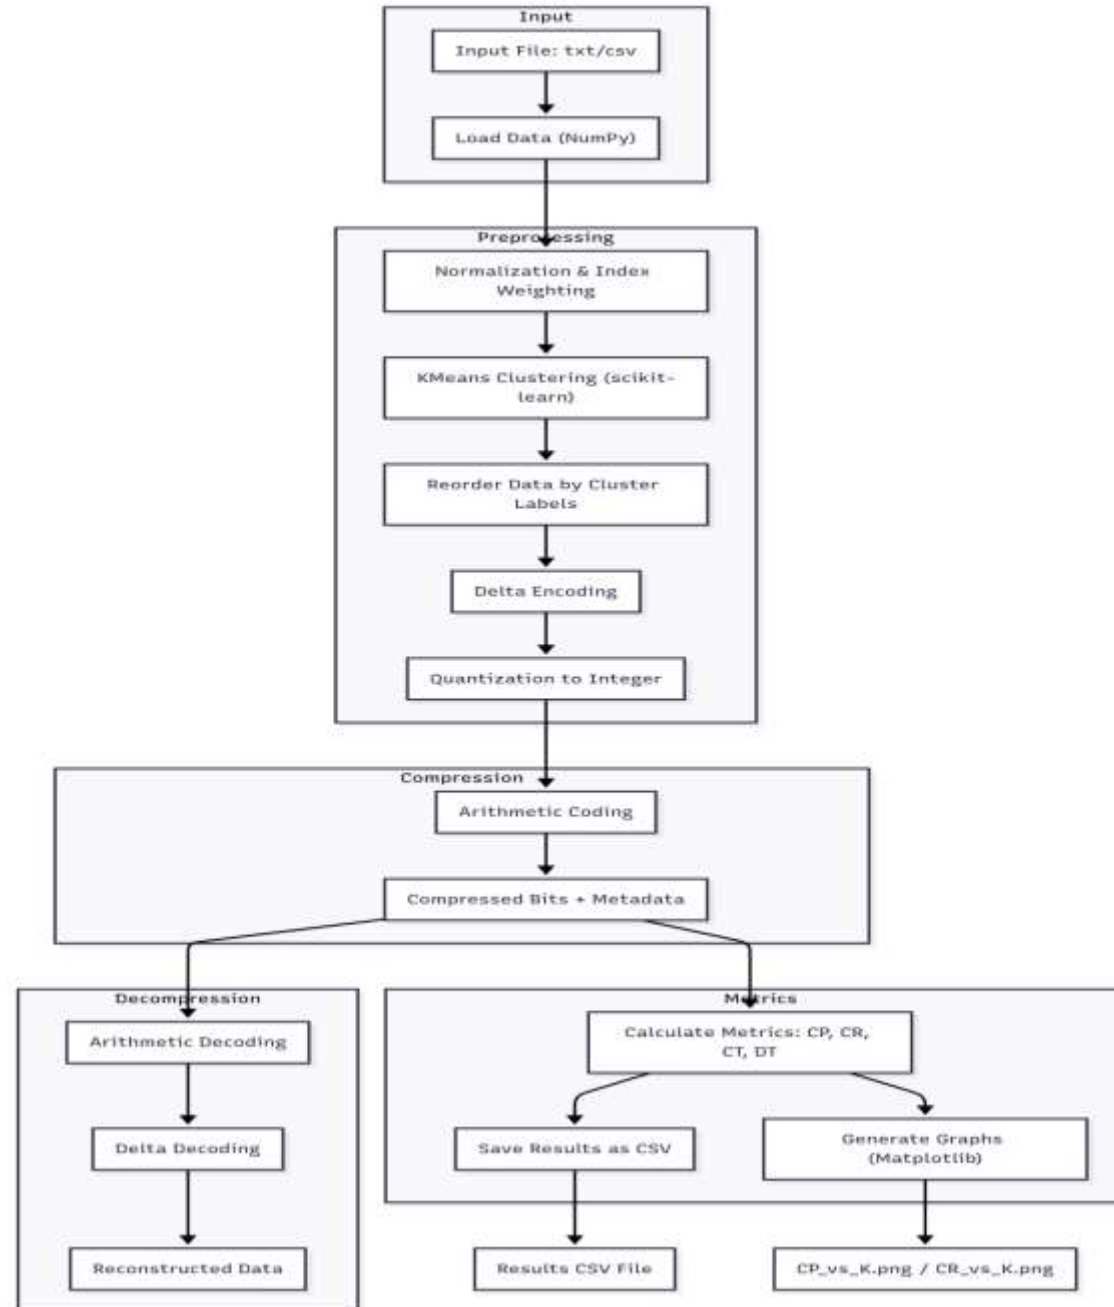 Input
Input File: txt/csv
Load Data (NumPy)
Preprocessing
Normalization & Index
Weighting
KMeans Clustering (scikit-
learn)
Reorder Data by Cluster
Labels
Delta Encoding
Quantization to Integer
Compression
Arithmetic Coding
Compressed Bits + Metadata
Decompression
Arithmetic Decoding
Delta Decoding
Reconstructed Data
Metrics
Calculate Metrics: CP, CR,
CT, DT
Save Results as CSV
Generate Graphs
(Matplotlib)
Results CSV File
CP_vs_K.png / CR_vs_K.png